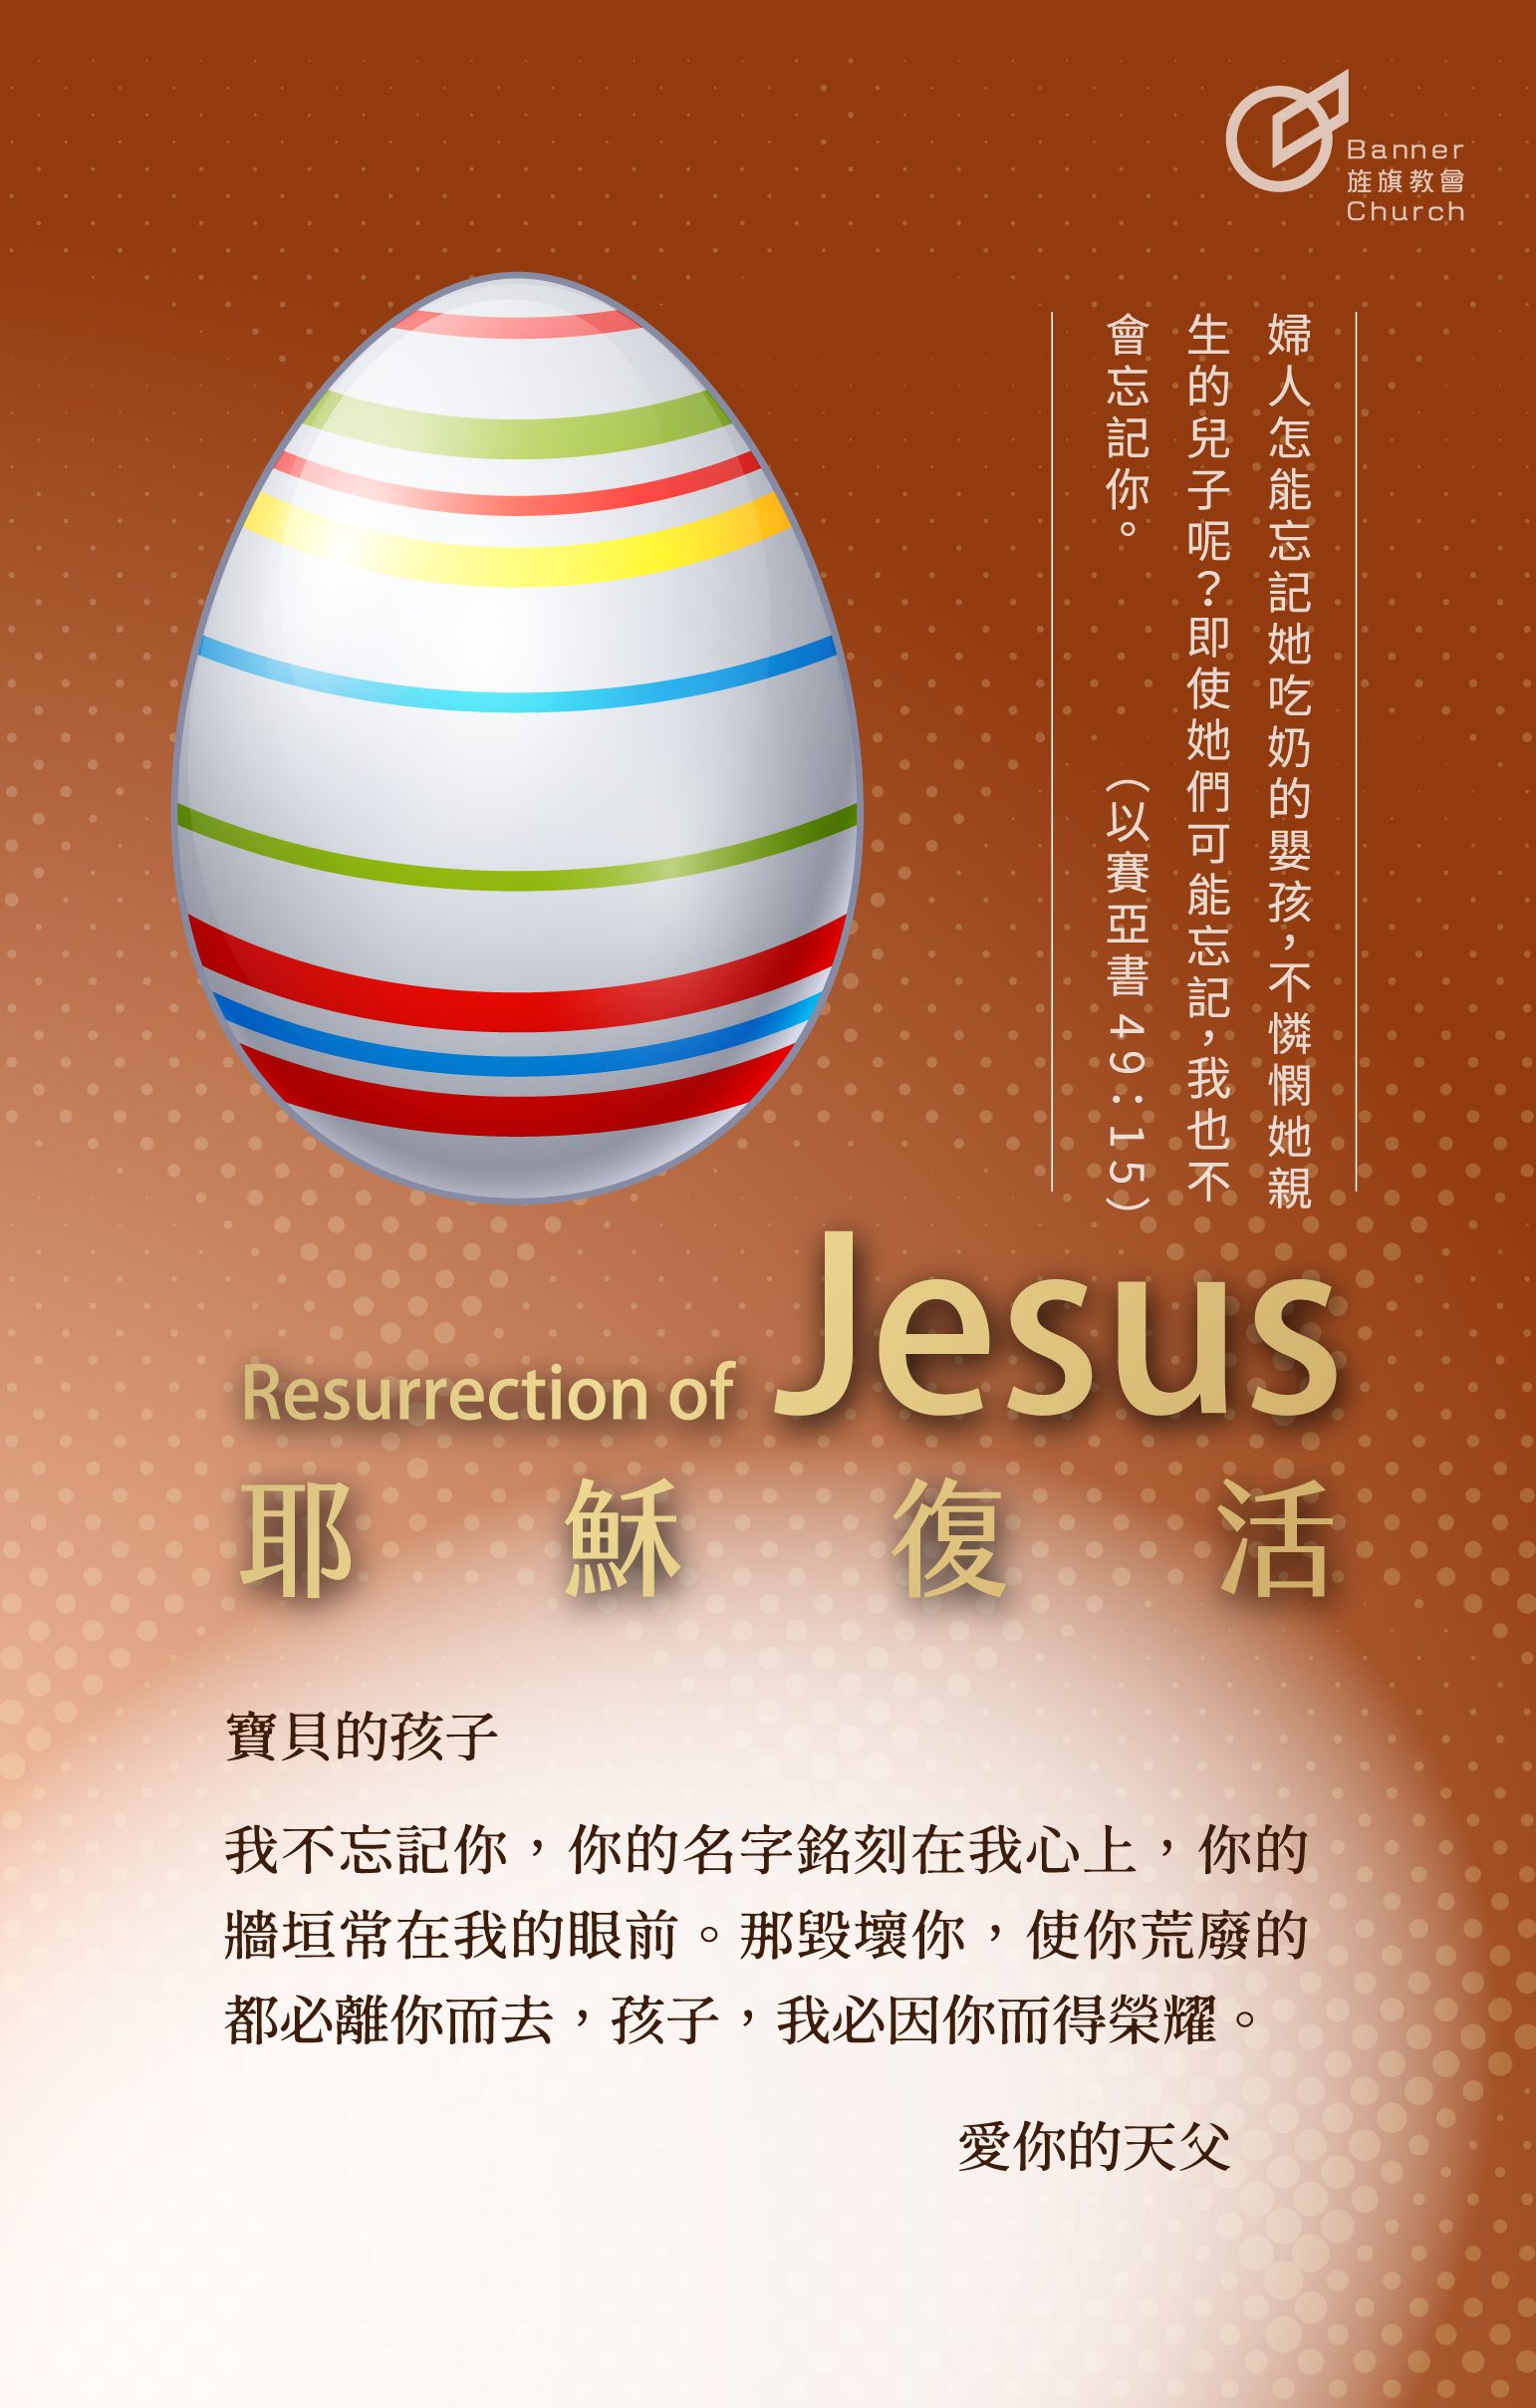 Banner
旌旗教會
Church
婦人怎能忘記她吃奶的嬰孩，不憐憫她親
生的兒子呢？即使她們可能忘記，我也不
會忘記你。 （以賽亞書 49：15）
Resurrection of Jesus
耶穌復活
寶貝的孩子
我不忘記你，你的名字銘刻在我心上，你的
牆垣常在我的眼前。那毀壞你，使你荒廢的
都必離你而去，孩子，我必因你而得榮耀。
愛你的天父